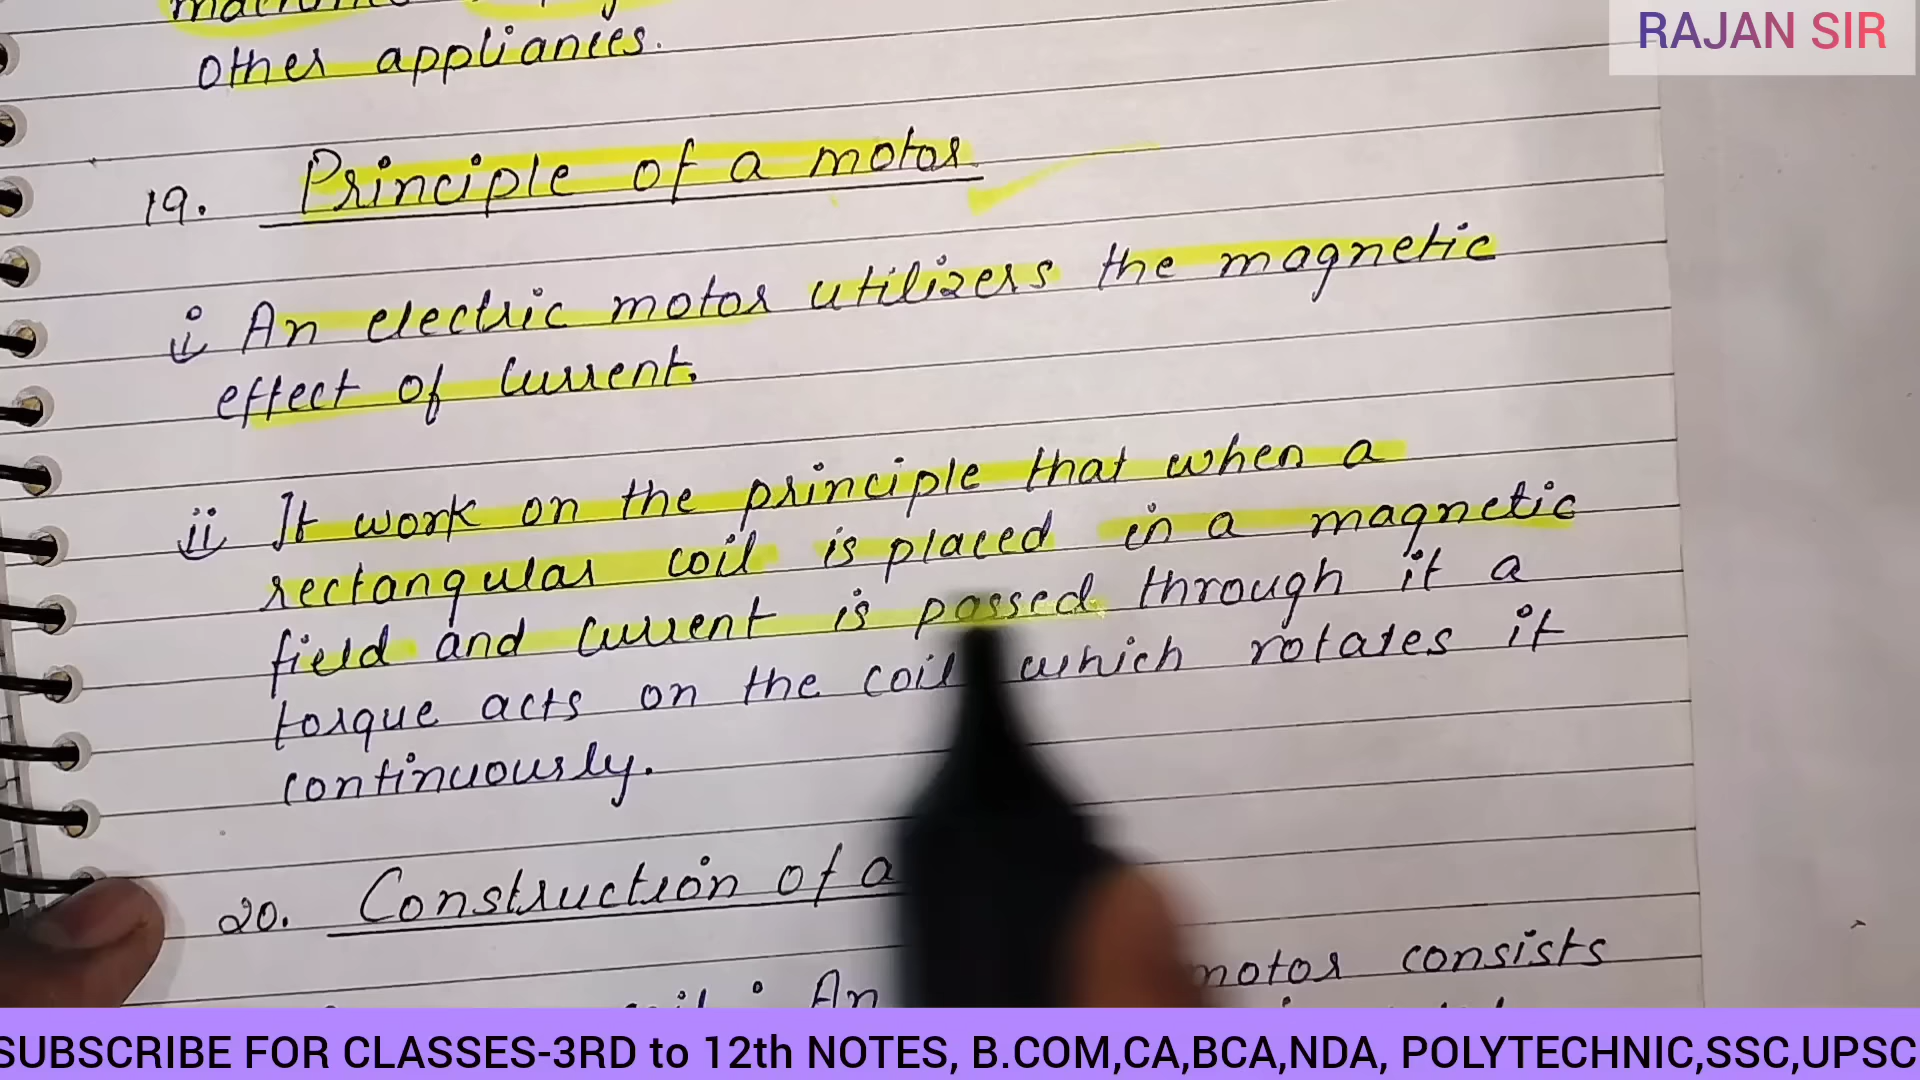 other appliances.
RAJAN SIR
19. Principle of a motor
i An electric motor utilizers the magnetic
effect of current.
ii It work on the principle that when a
rectangular coil is placed in a magnetic
field and current is passed through it a
torque acts on the coil which rotates it
continuously.
20. Construction of a
An motor consists
SUBSCRIBE FOR CLASSES-3RD to 12th NOTES, B.COM,CA,BCA,NDA, POLYTECHNIC,SSC,UPSC